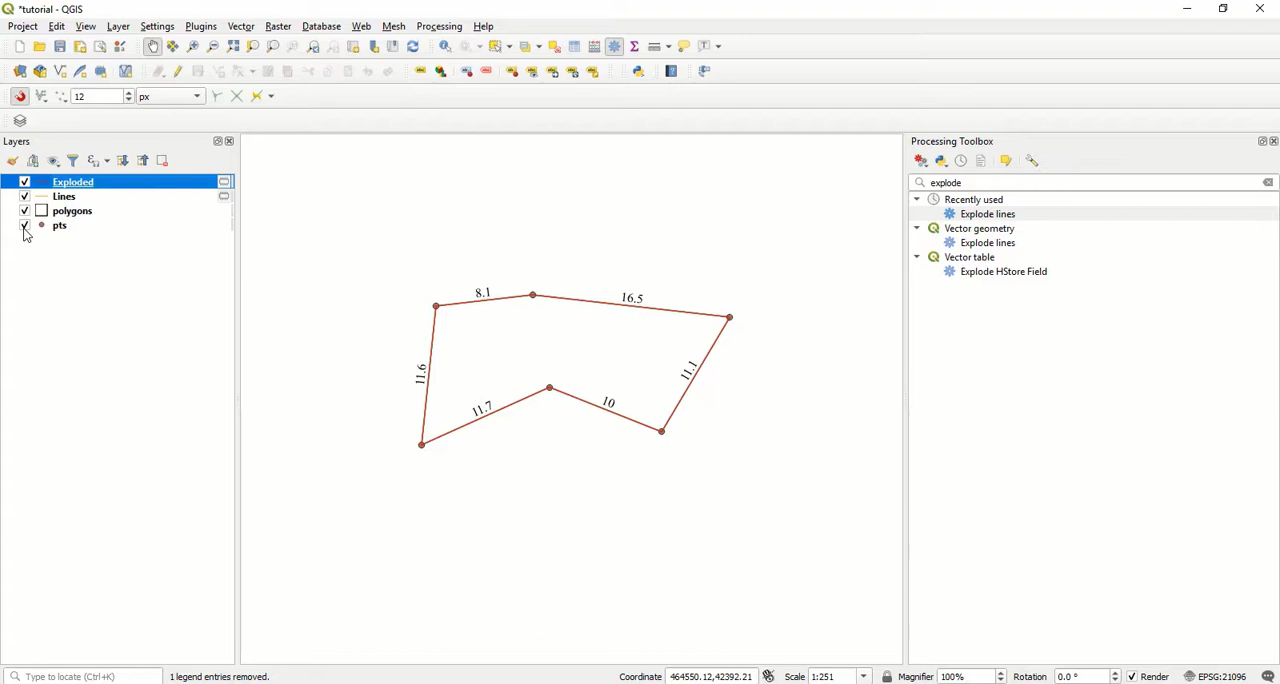 *tutorial - QGIS
Project Edit View Layer Settings Plugins Vector Raster Database Web Mesh Processing Help
12 px
Layers
Processing Toolbox
Exploded
Lines
polygons
pts
explode
Recently used
Explode lines
Vector geometry
Explode lines
Vector table
Explode HStore Field
8.1
16.5
11.6
11.1
11.7
10
Type to locate (Ctrl+K) 1 legend entries removed. Coordinate 464550.12,42392.21 Scale 1:251 Magnifier 100% Rotation 0.0 ° Render EPSG:21096